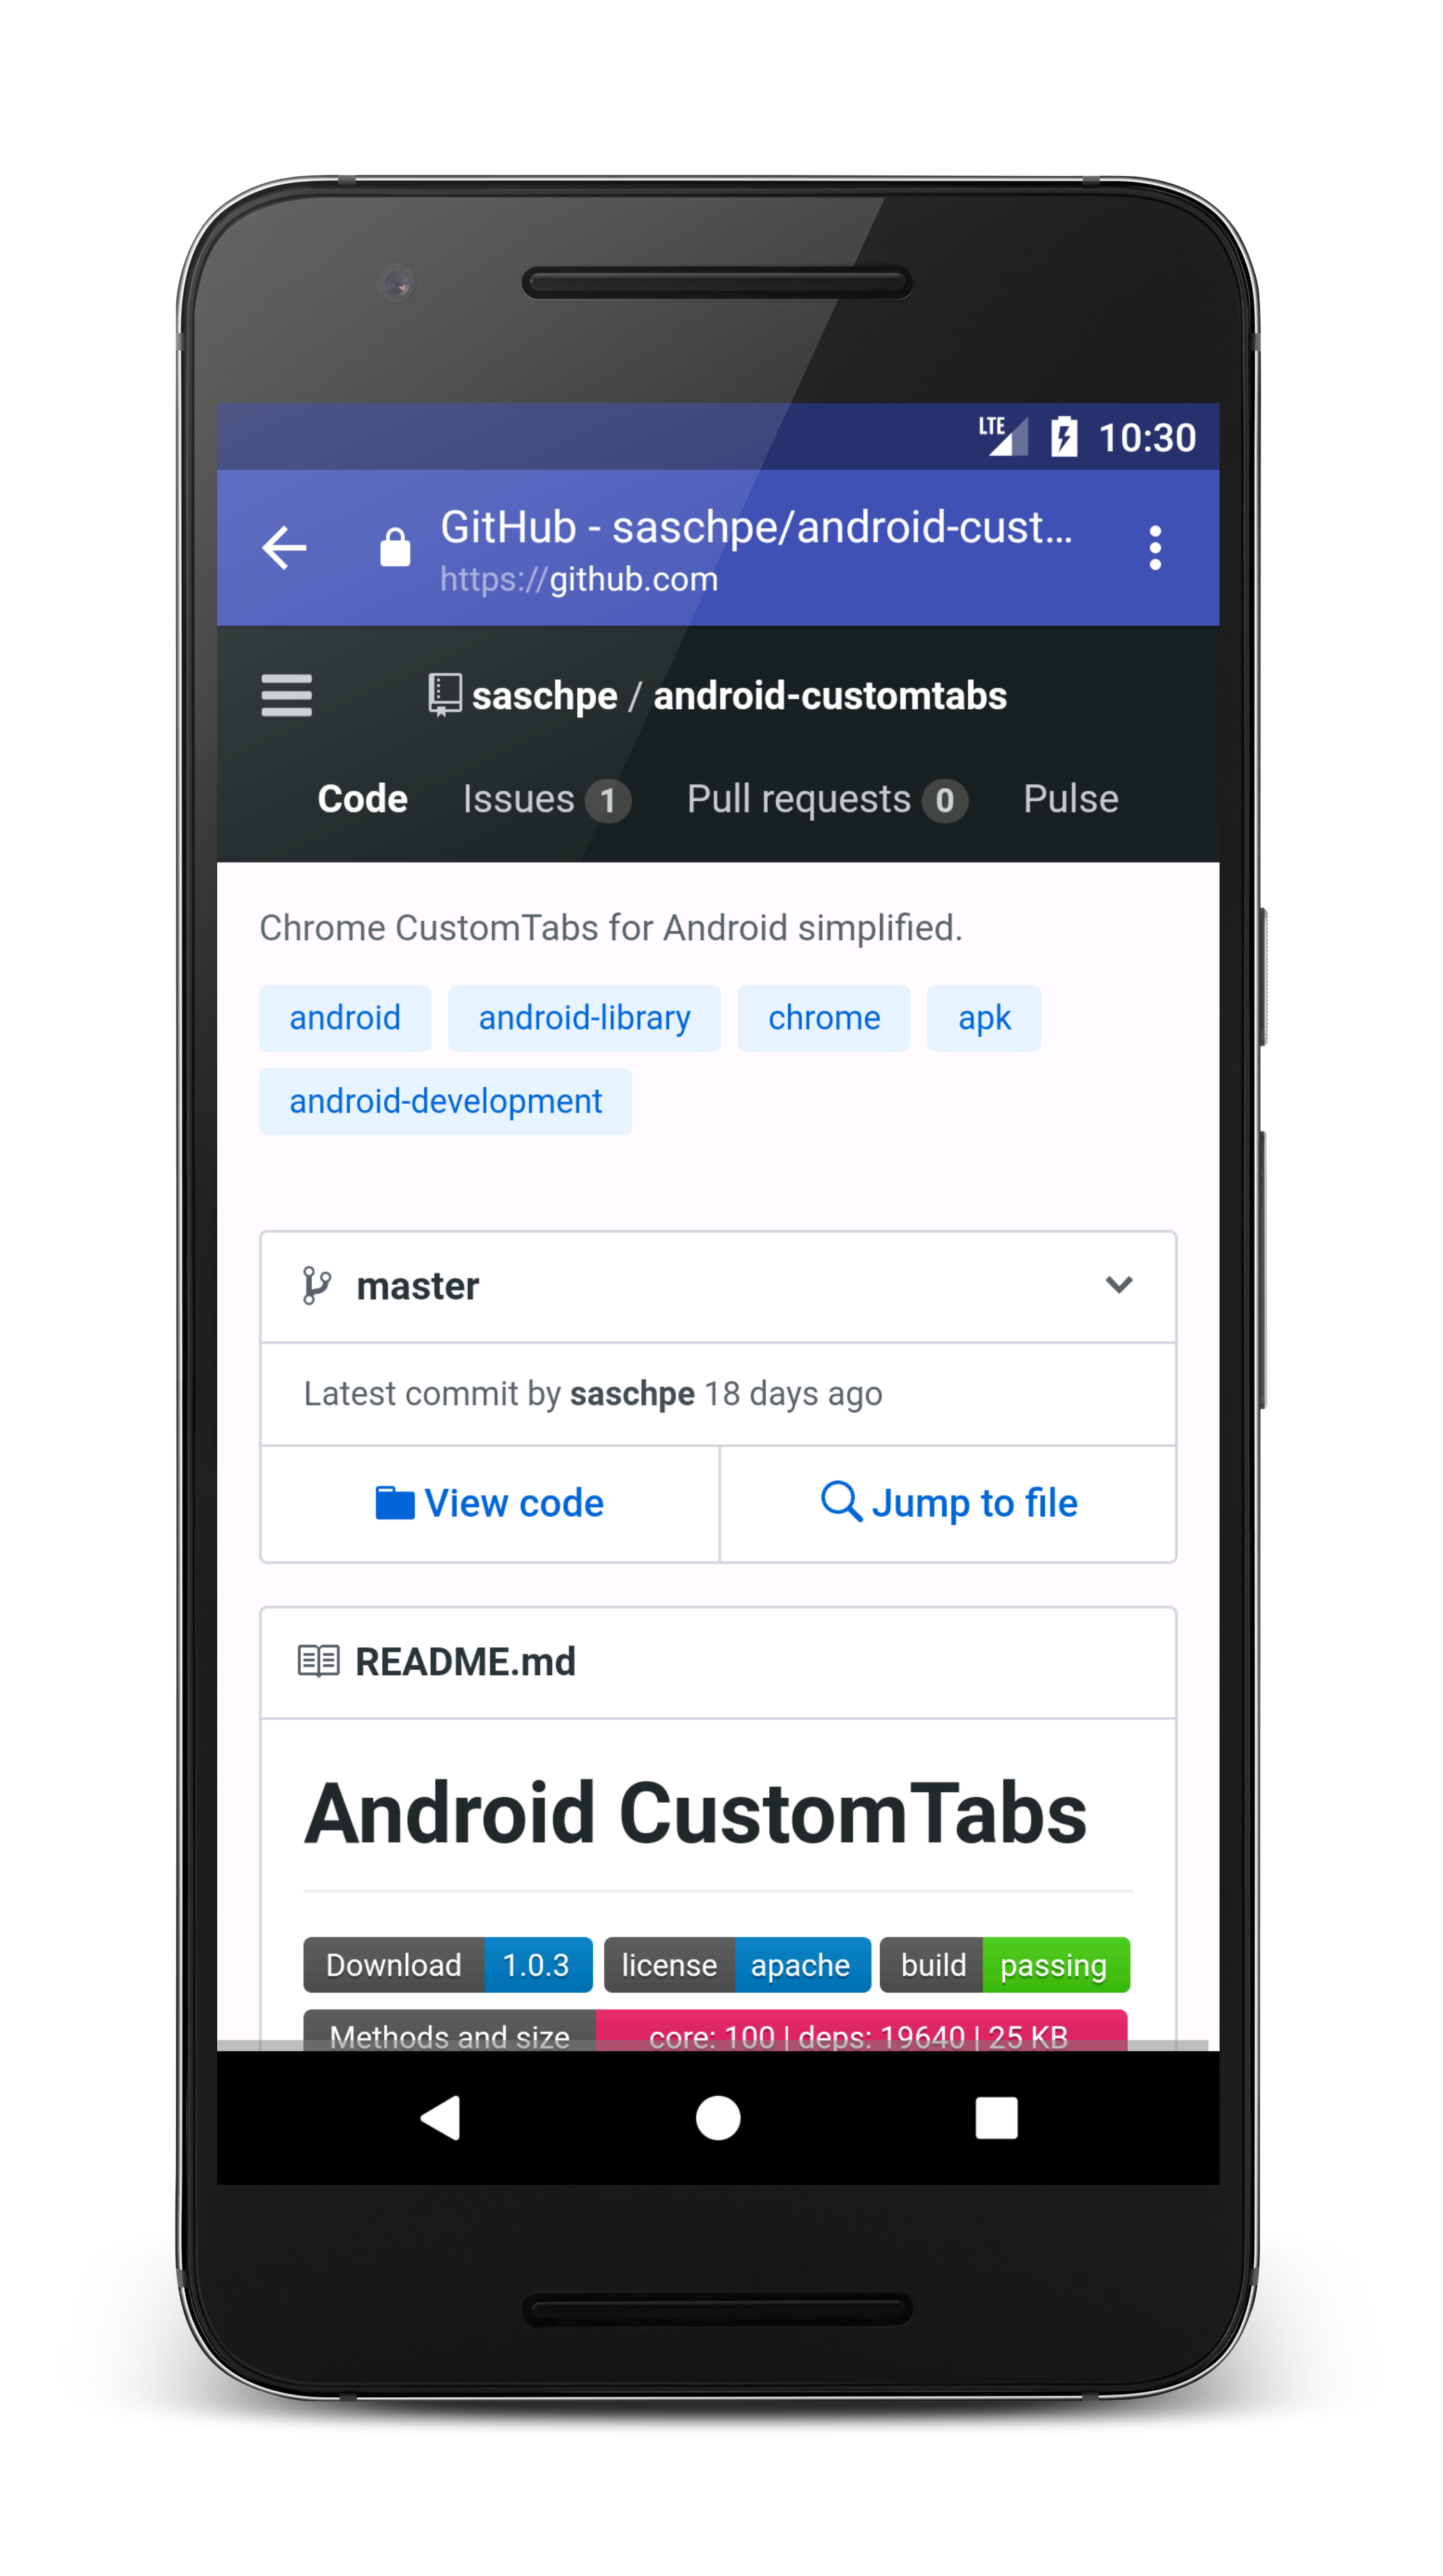 LTE 10:30
GitHub - saschpe/android-cust...
https://github.com
saschpe / android-customtabs
Code Issues 1 Pull requests 0 Pulse
Chrome CustomTabs for Android simplified.
android android-library chrome apk
android-development
master
Latest commit by saschpe 18 days ago
View code Jump to file
README.md
Android CustomTabs
Download 1.0.3 license apache build passing
Methods and size core: 100 | deps: 19640 | 25 KB